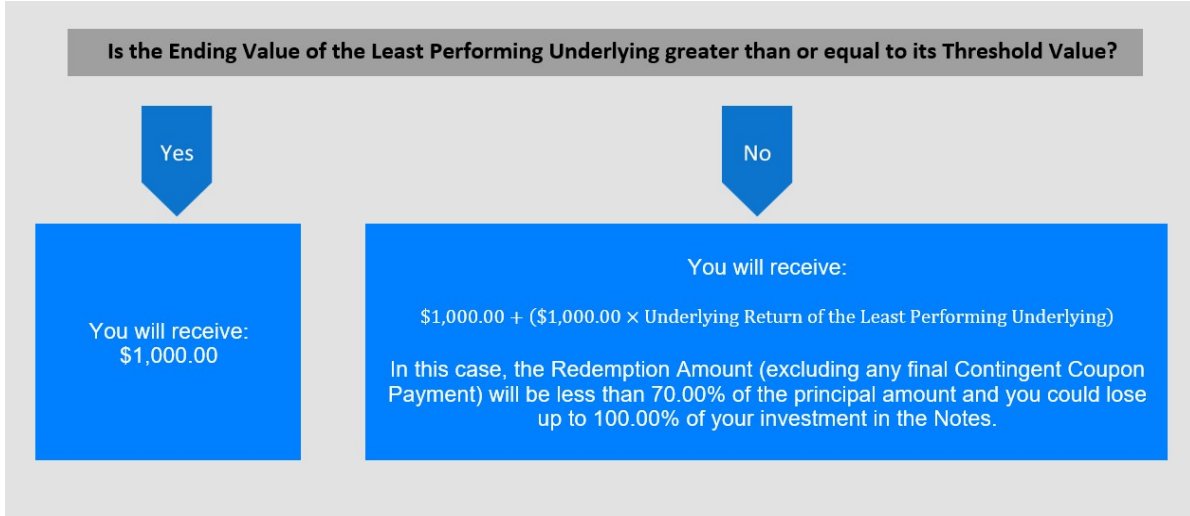 Is the Ending Value of the Least Performing Underlying greater than or equal to its Threshold Value?
Yes
No
You will receive:
$1,000.00
You will receive:
$1,000.00 + ($1,000.00 × Underlying Return of the Least Performing Underlying)
In this case, the Redemption Amount (excluding any final Contingent Coupon
Payment) will be less than 70.00% of the principal amount and you could lose
up to 100.00% of your investment in the Notes.